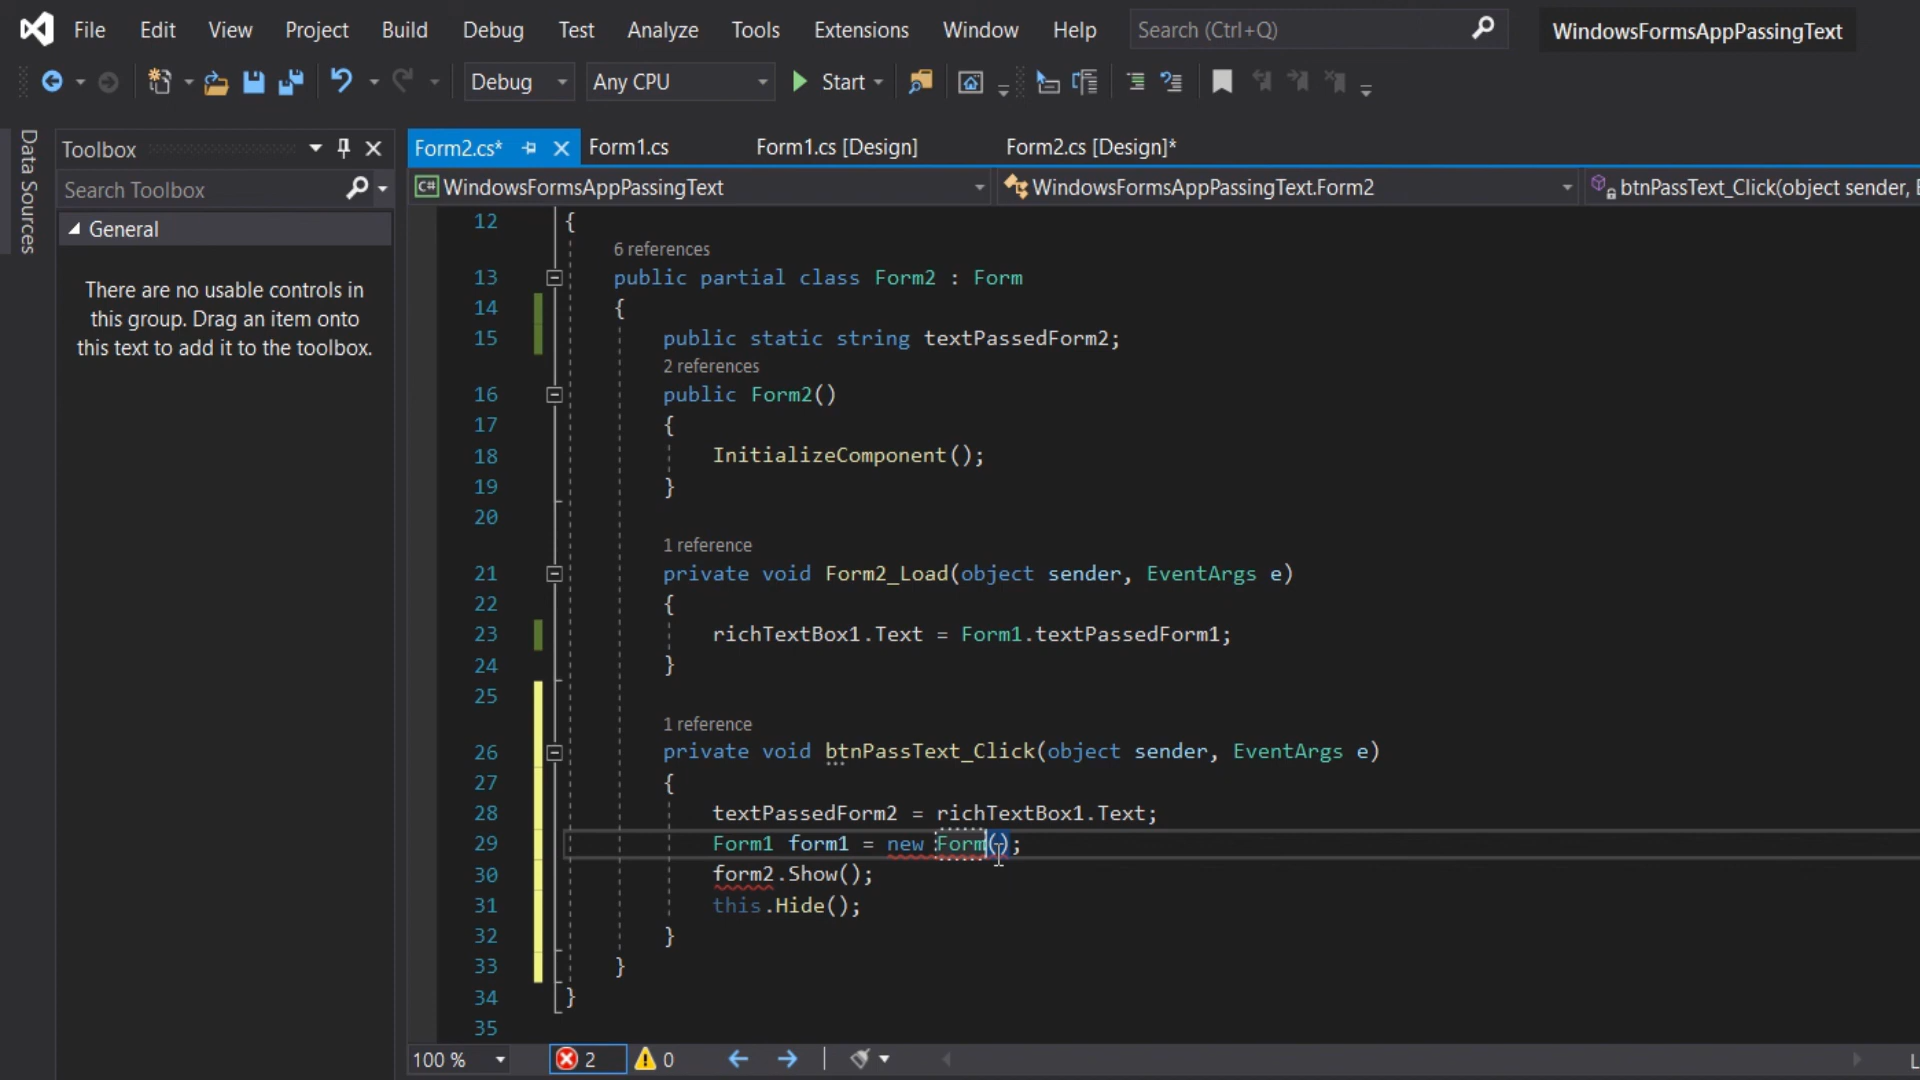 File Edit View Project Build Debug Test Analyze Tools Extensions Window Help Search (Ctrl+Q) WindowsFormsAppPassingText
Debug Any CPU Start
Data Sources
Toolbox
Search Toolbox
General
There are no usable controls in
this group. Drag an item onto
this text to add it to the toolbox.
Form2.cs* Form1.cs Form1.cs [Design] Form2.cs [Design]*
C# WindowsFormsAppPassingText WindowsFormsAppPassingText.Form2 btnPassText_Click(object sender, E
12 {
6 references
13 public partial class Form2 : Form
14 {
15 public static string textPassedForm2;
2 references
16 public Form2()
17 {
18 InitializeComponent();
19 }
20
1 reference
21 private void Form2_Load(object sender, EventArgs e)
22 {
23 richTextBox1.Text = Form1.textPassedForm1;
24 }
25
1 reference
26 private void btnPassText_Click(object sender, EventArgs e)
27 {
28 textPassedForm2 = richTextBox1.Text;
29 Form1 form1 = new Form();
30 form2.Show();
31 this.Hide();
32 }
33 }
34 }
35
100 % 2 0 L